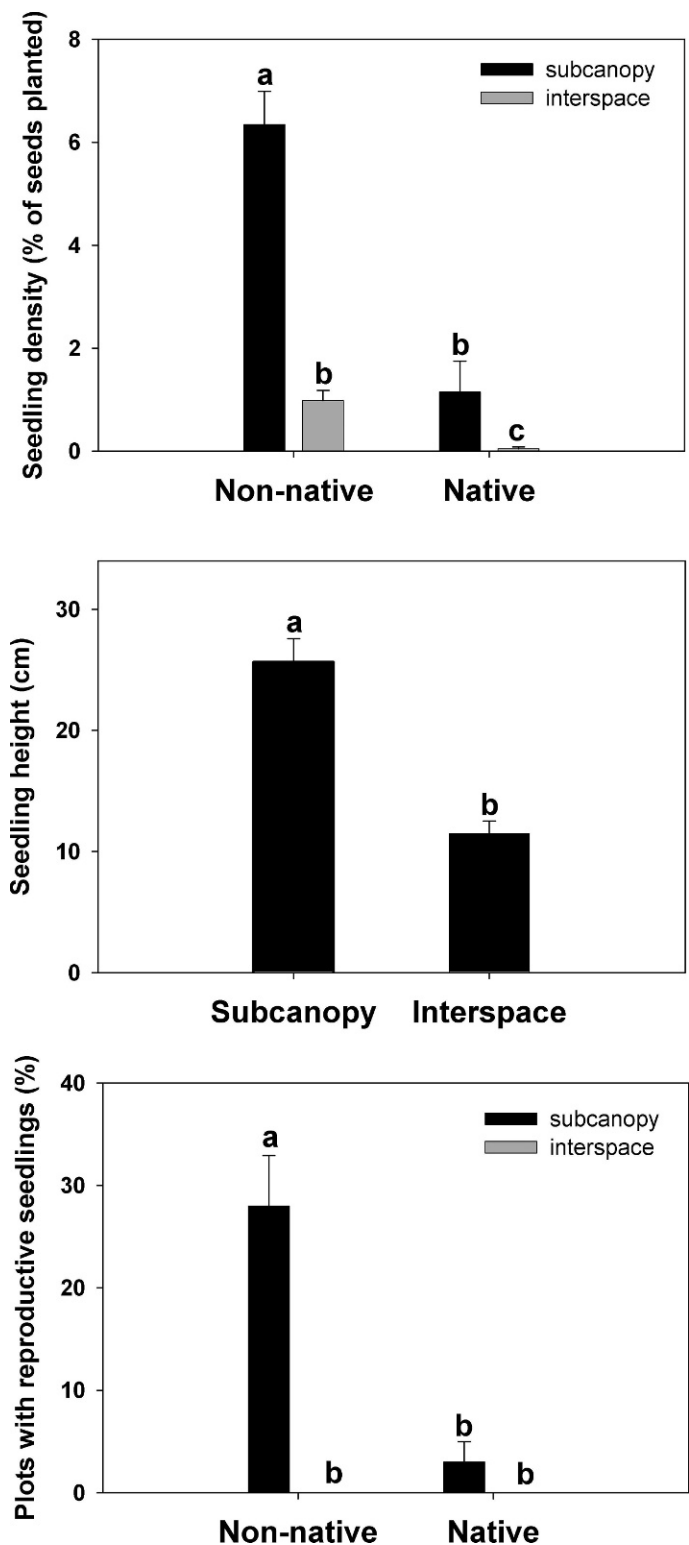 Seedling density (% of seeds planted)
8
6
4
2
0
subcanopy
interspace
a
b
b
c
Non-native Native
Seedling height (cm)
30
20
10
0
a
b
Subcanopy Interspace
Plots with reproductive seedlings (%)
40
30
20
10
0
subcanopy
interspace
a
b
b
b
Non-native Native